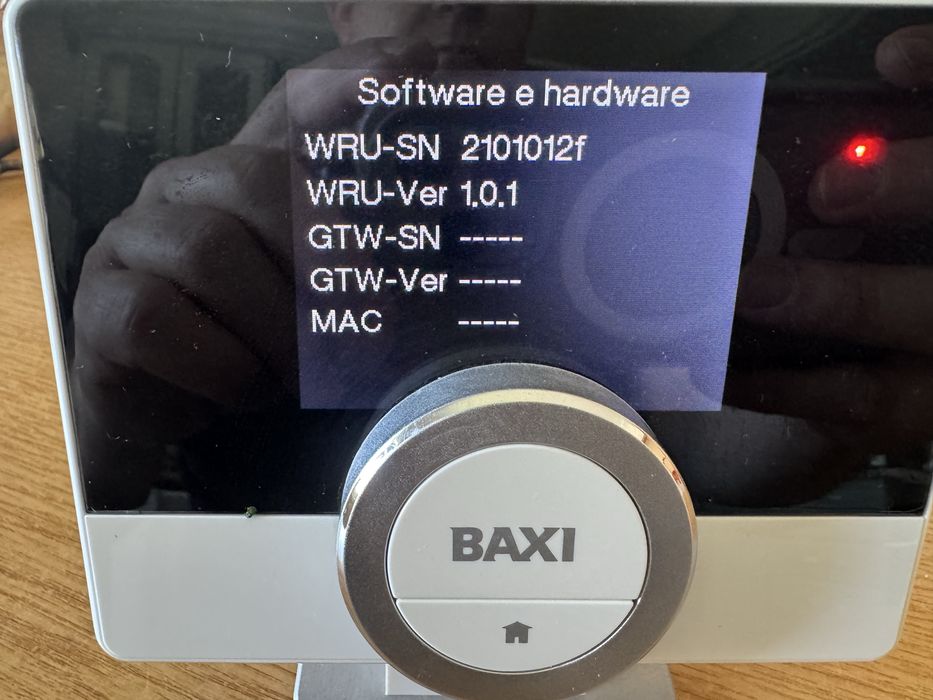 Software e hardware
WRU-SN 2101012f
WRU-Ver 1.0.1
GTW-SN -----
GTW-Ver -----
MAC -----
BAXI